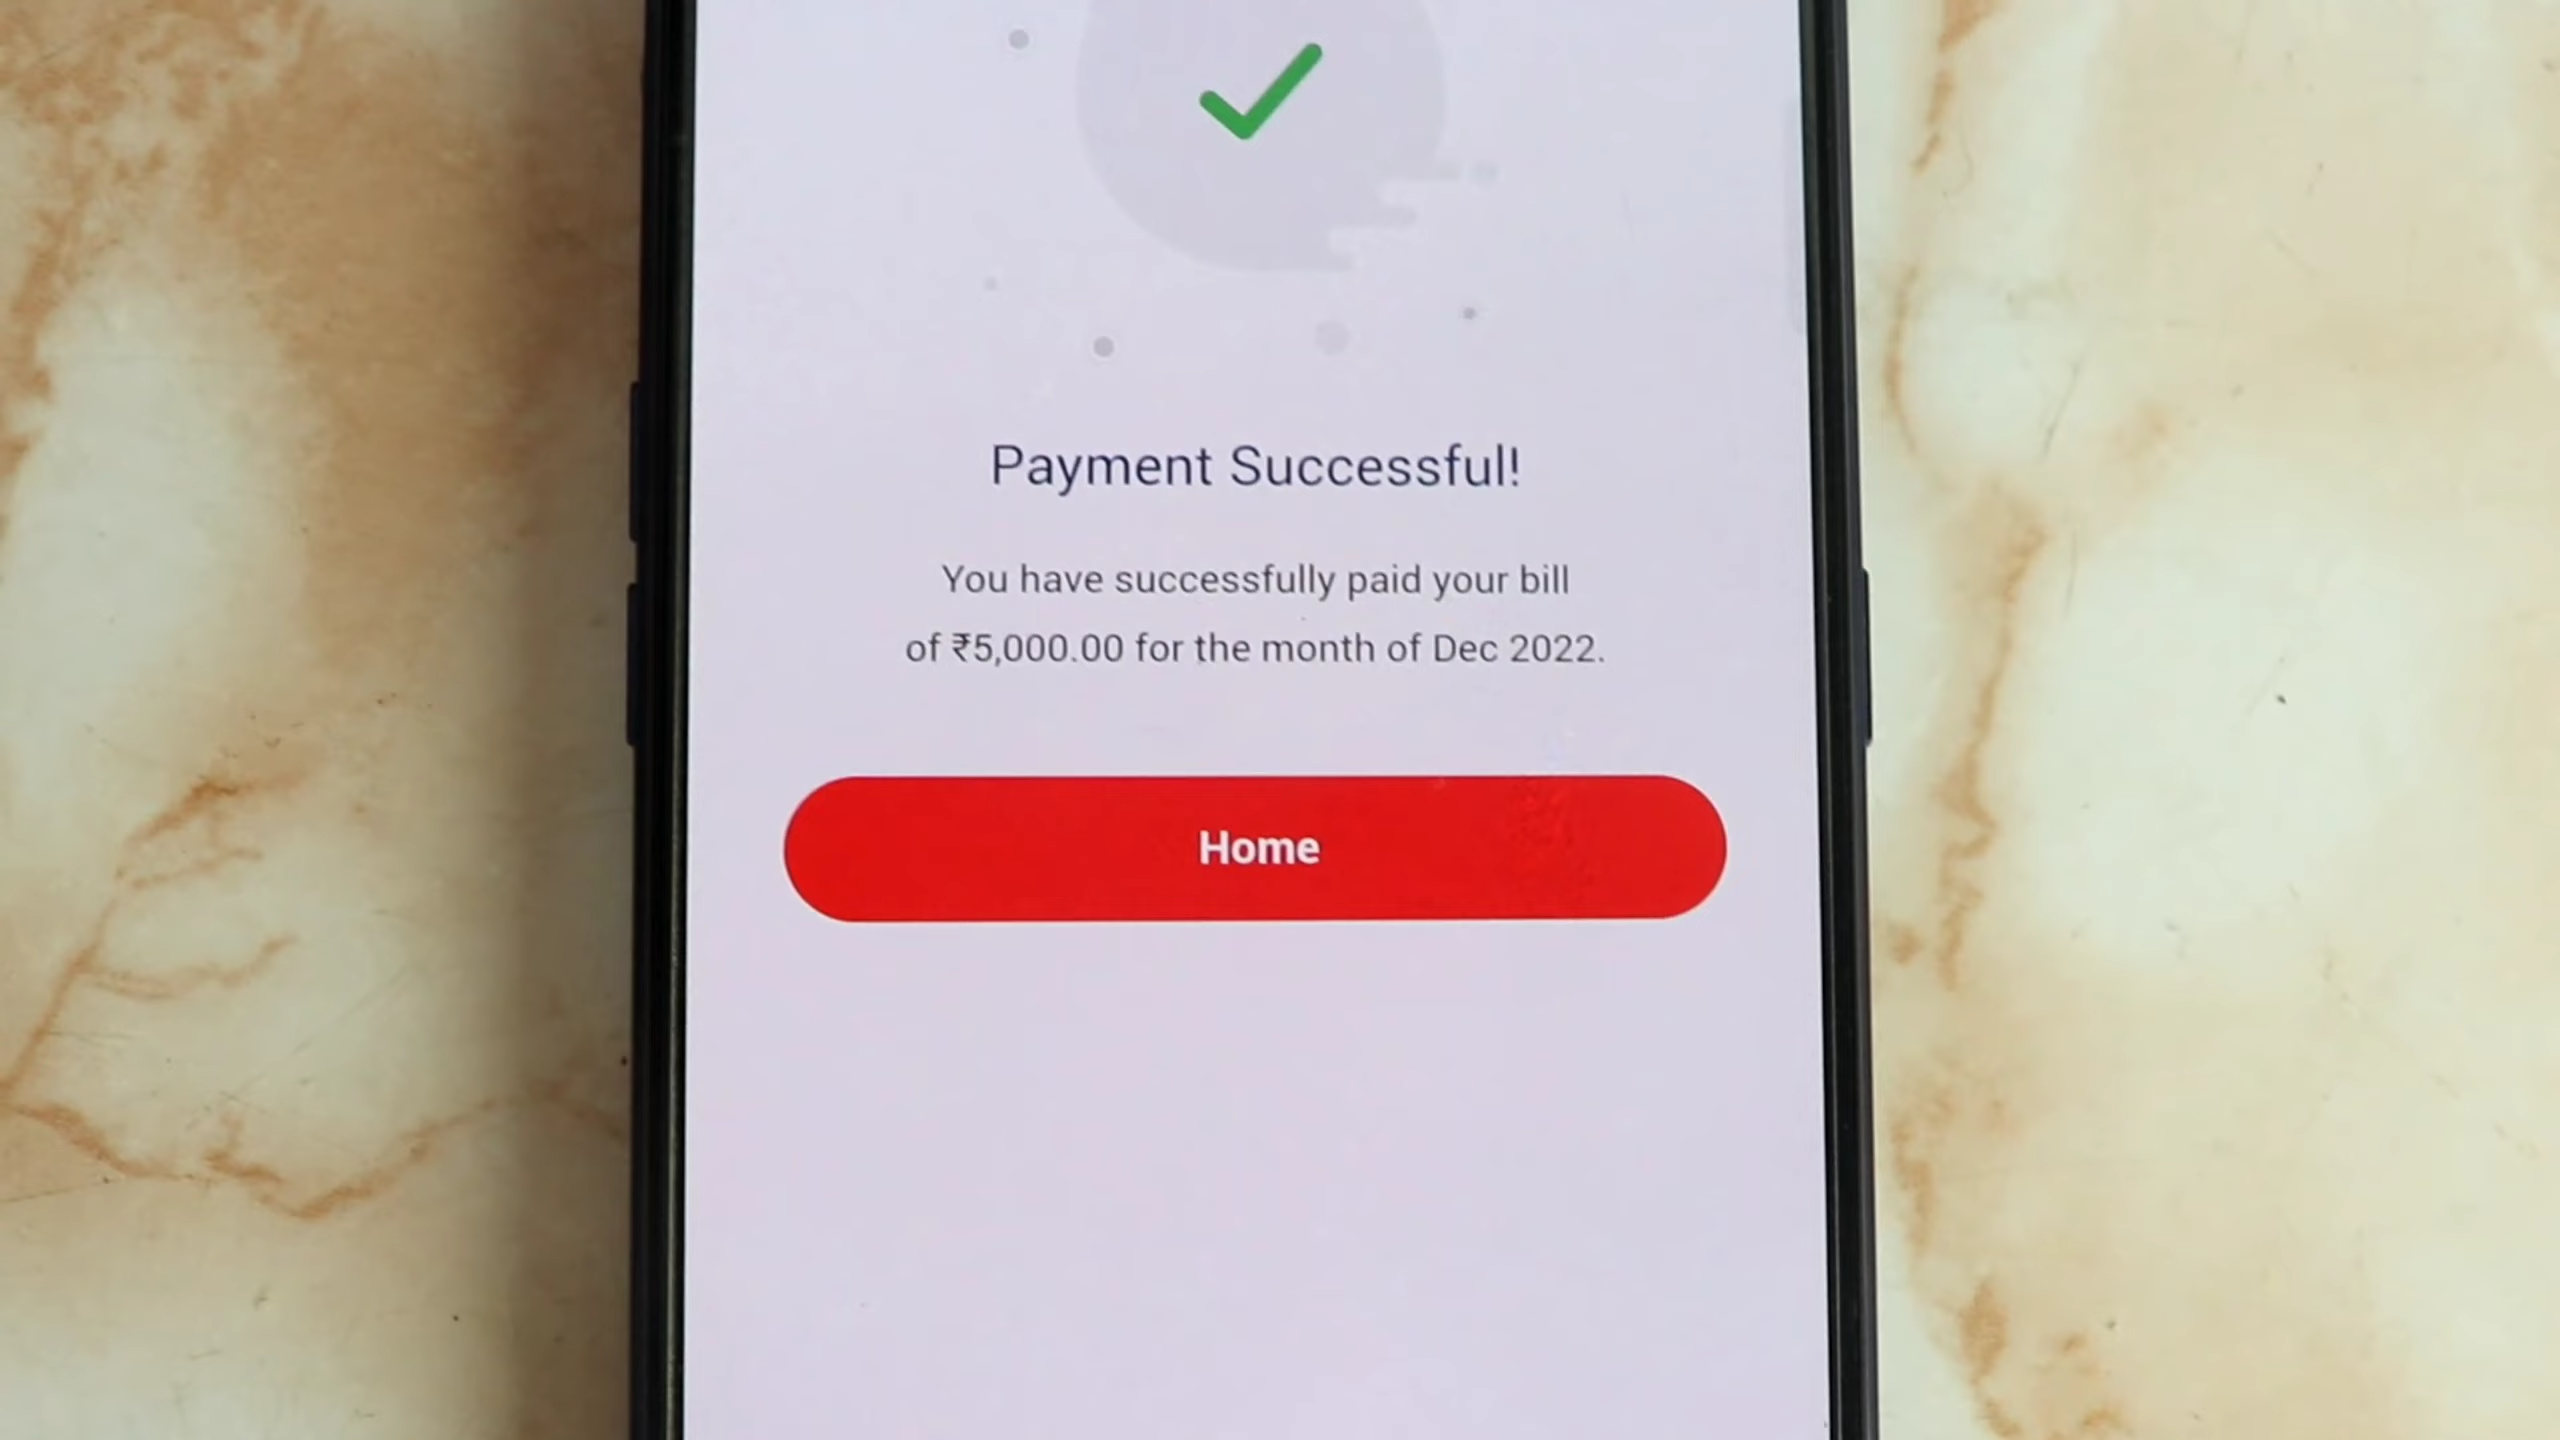 Payment Successful!
You have successfully paid your bill
of ₹5,000.00 for the month of Dec 2022.
Home